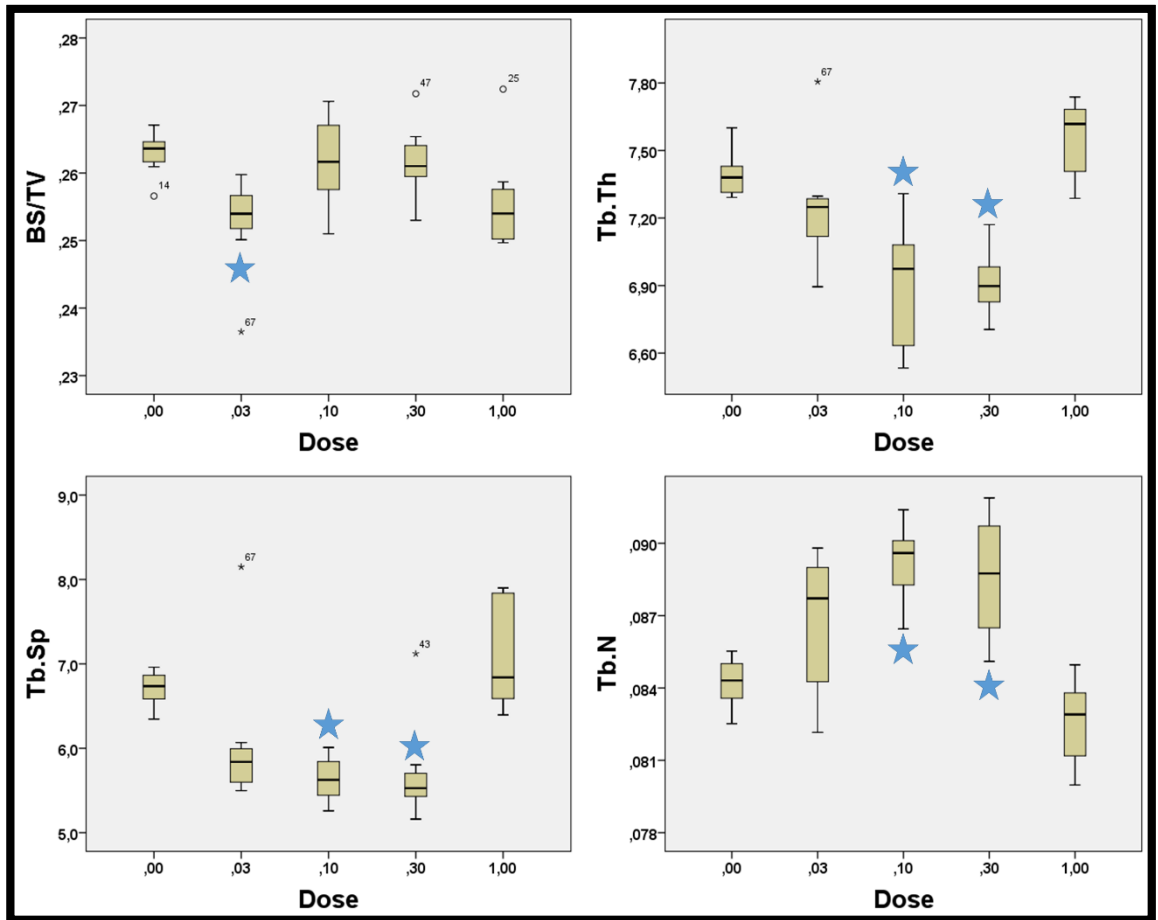 BS/TV
,28
,27
,26
,25
,24
,23
14
67
47
25
,00 ,03 ,10 ,30 1,00
Dose
Tb.Th
7,80
7,50
7,20
6,90
6,60
67
,00 ,03 ,10 ,30 1,00
Dose
Tb.Sp
9,0
8,0
7,0
6,0
5,0
67
43
,00 ,03 ,10 ,30 1,00
Dose
Tb.N
,090
,087
,084
,081
,078
,00 ,03 ,10 ,30 1,00
Dose